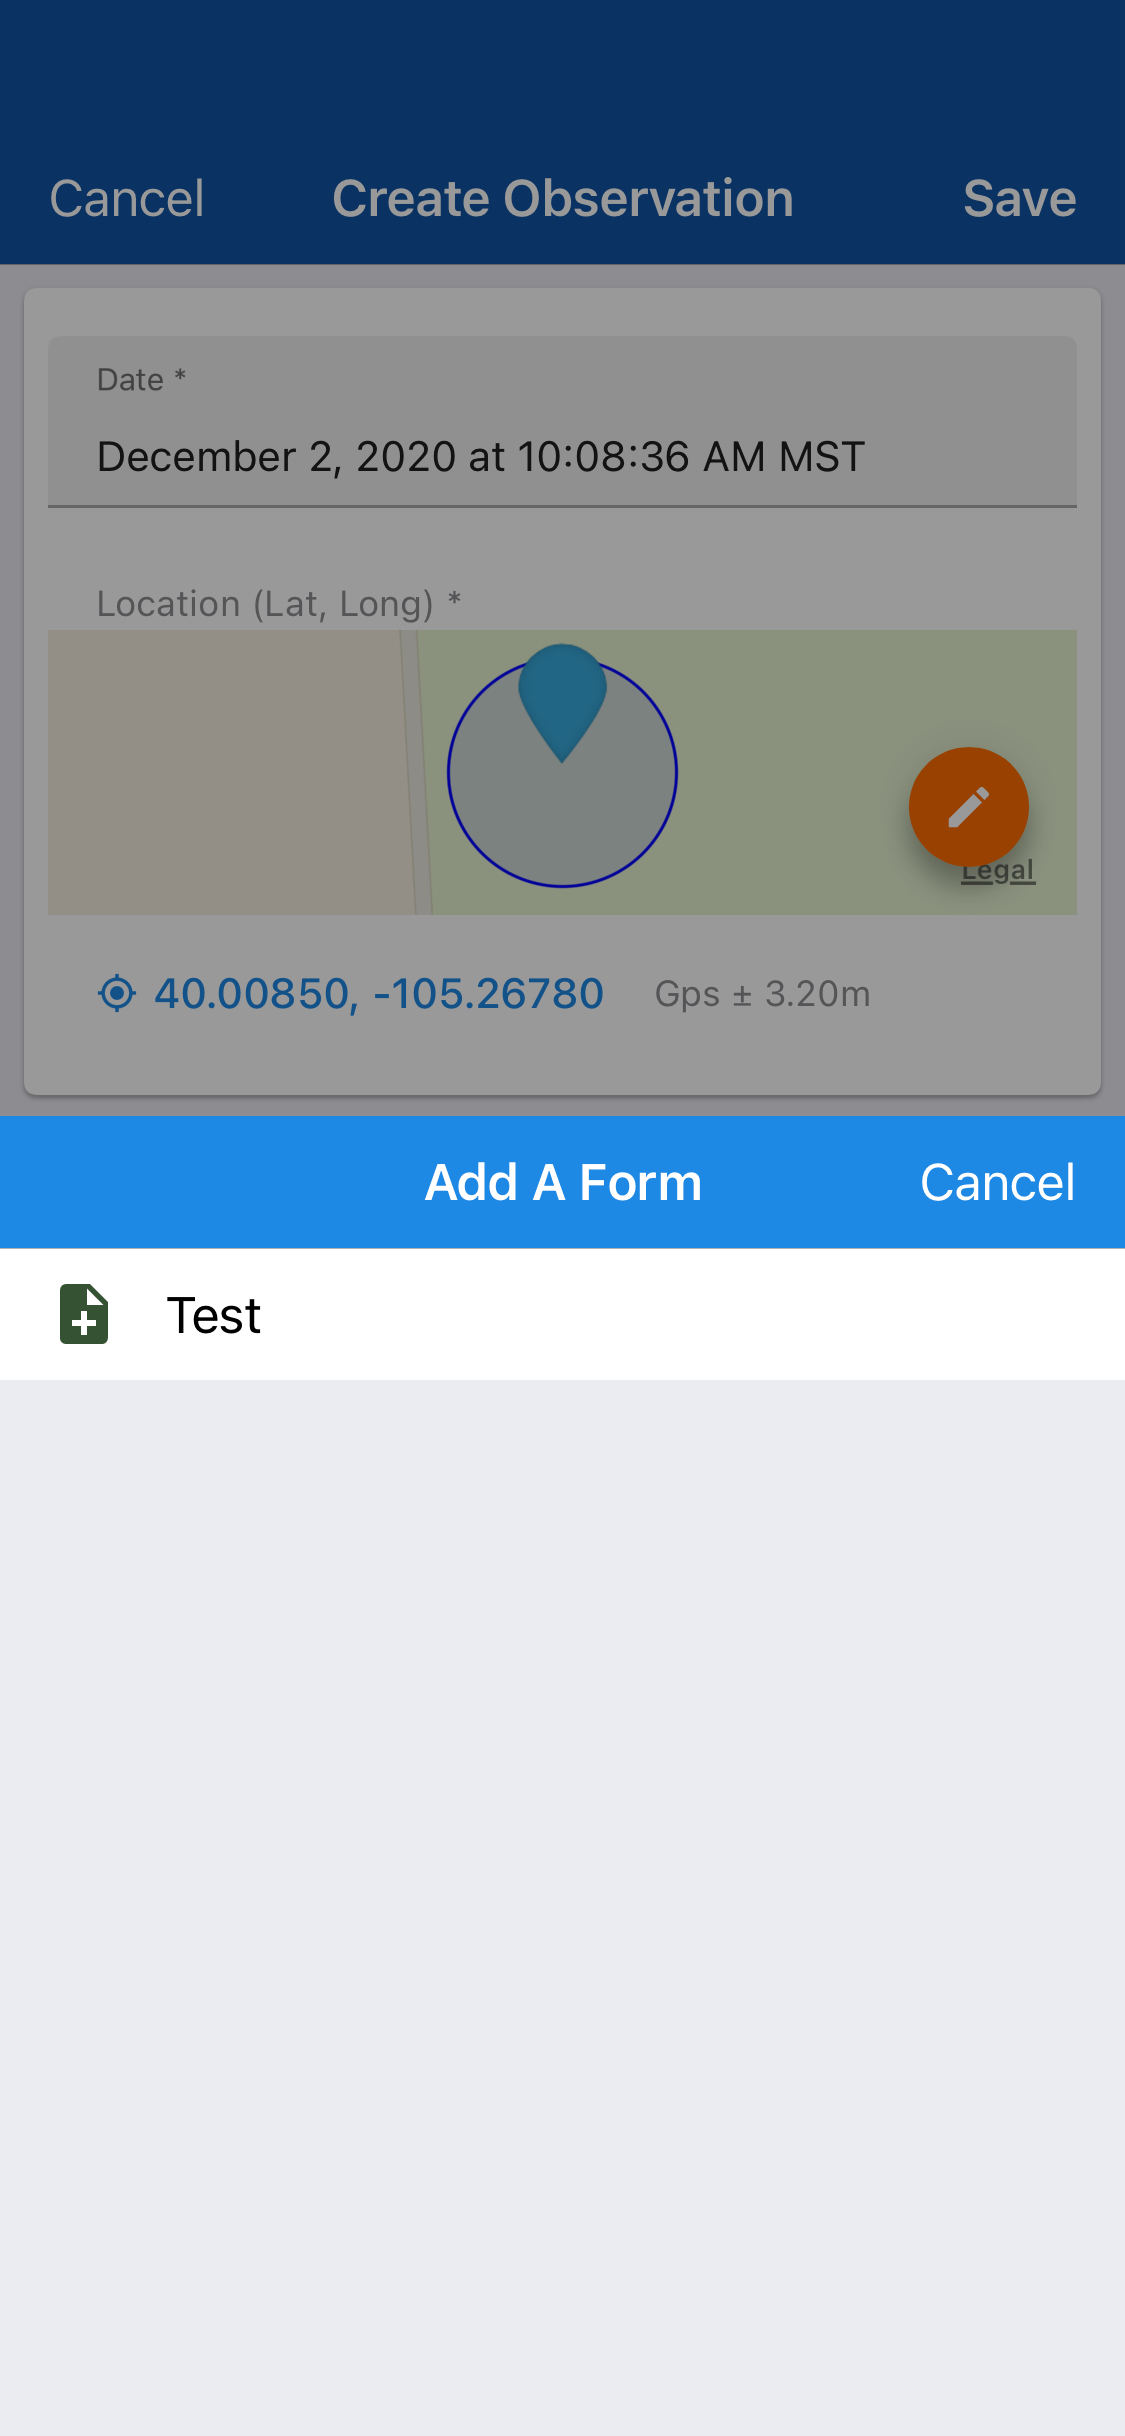 Cancel Create Observation Save
Date *
December 2, 2020 at 10:08:36 AM MST
Location (Lat, Long) *
Legal
40.00850, -105.26780 Gps ± 3.20m
Add A Form Cancel
Test